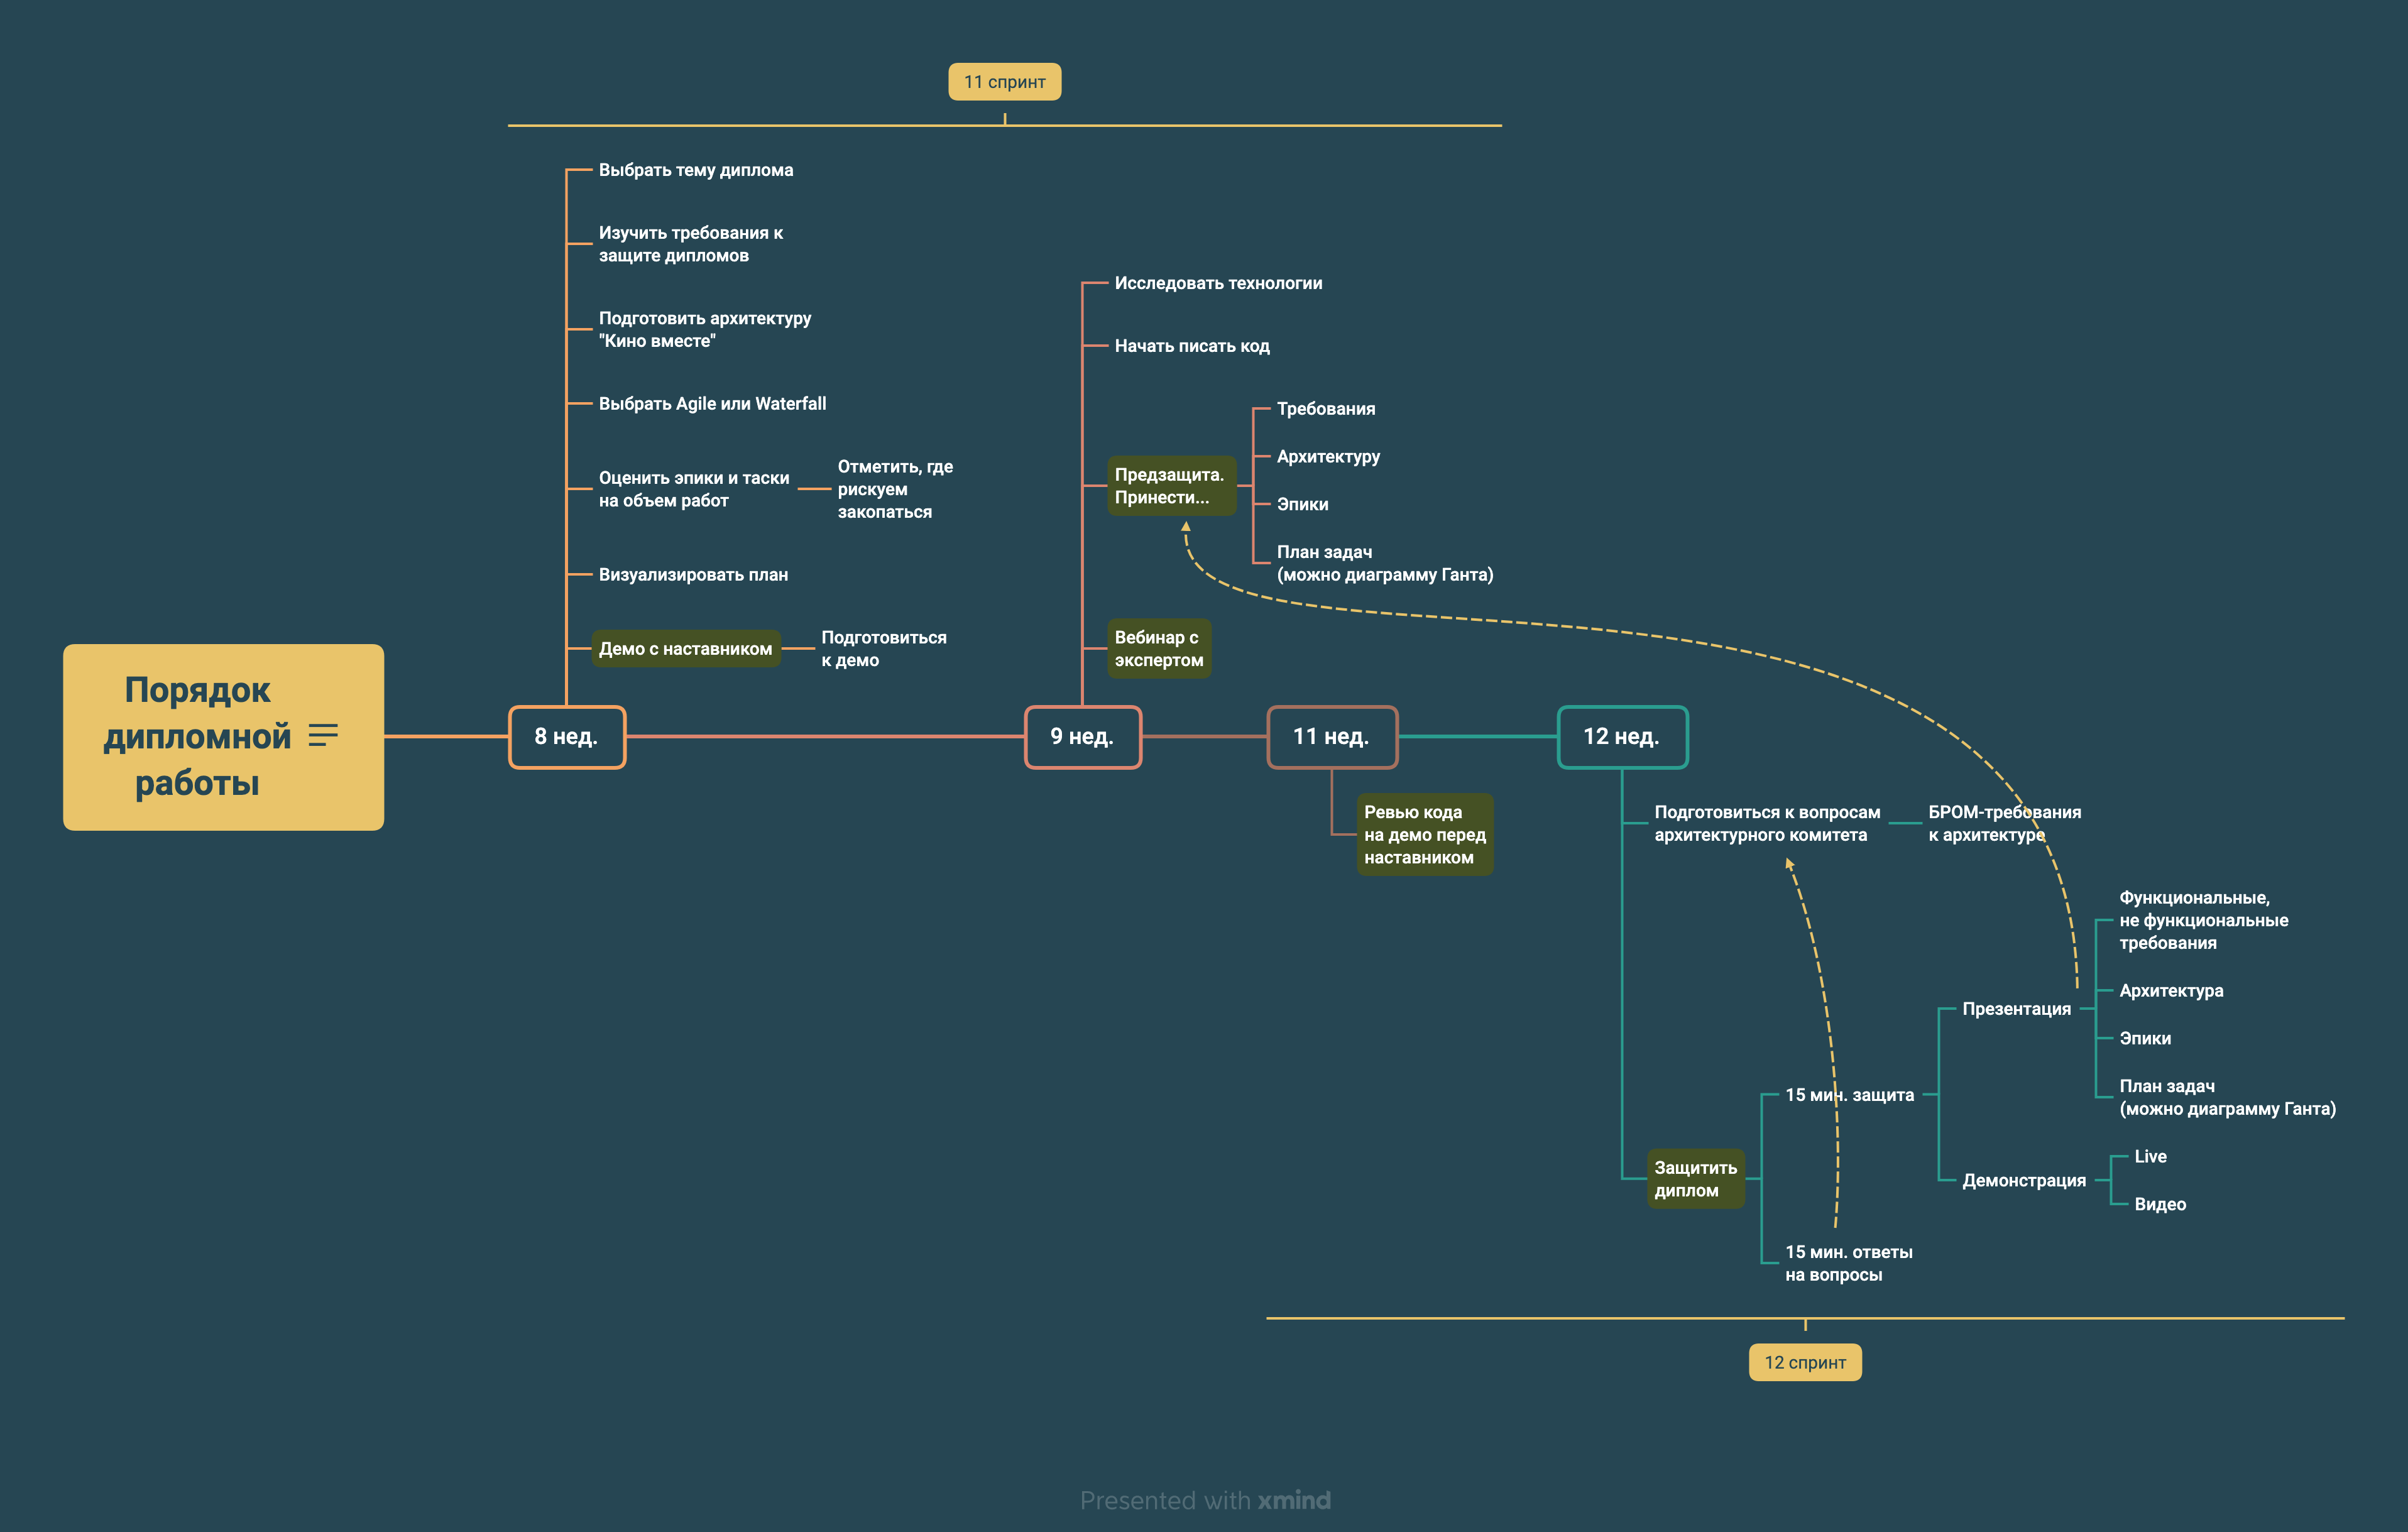 11 спринт
Выбрать тему диплома
Изучить требования к
защите дипломов
Подготовить архитектуру
"Кино вместе"
Выбрать Agile или Waterfall
Оценить эпики и таски
на объем работ
Отметить, где
рискуем
закопаться
Визуализировать план
Демо с наставником
Подготовиться
к демо
Исследовать технологии
Начать писать код
Предзащита.
Принести...
Требования
Архитектуру
Эпики
План задач
(можно диаграмму Ганта)
Вебинар с
экспертом
Порядок
дипломной
работы
8 нед.
9 нед.
11 нед.
12 нед.
Ревью кода
на демо перед
наставником
Подготовиться к вопросам
архитектурного комитета
БРОМ-требования
к архитектуре
Защитить
диплом
15 мин. защита
Презентация
Функциональные,
не функциональные
требования
Архитектура
Эпики
План задач
(можно диаграмму Ганта)
Демонстрация
Live
Видео
15 мин. ответы
на вопросы
12 спринт
Presented with xmind